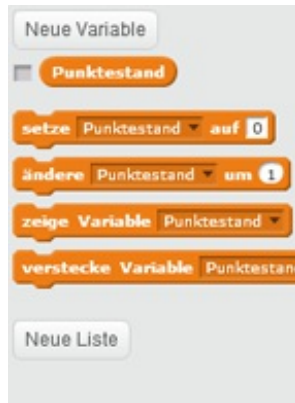 Neue Variable
Punktestand
setze Punktestand auf 0
ändere Punktestand um 1
zeige Variable Punktestand
verstecke Variable Punktestan
Neue Liste